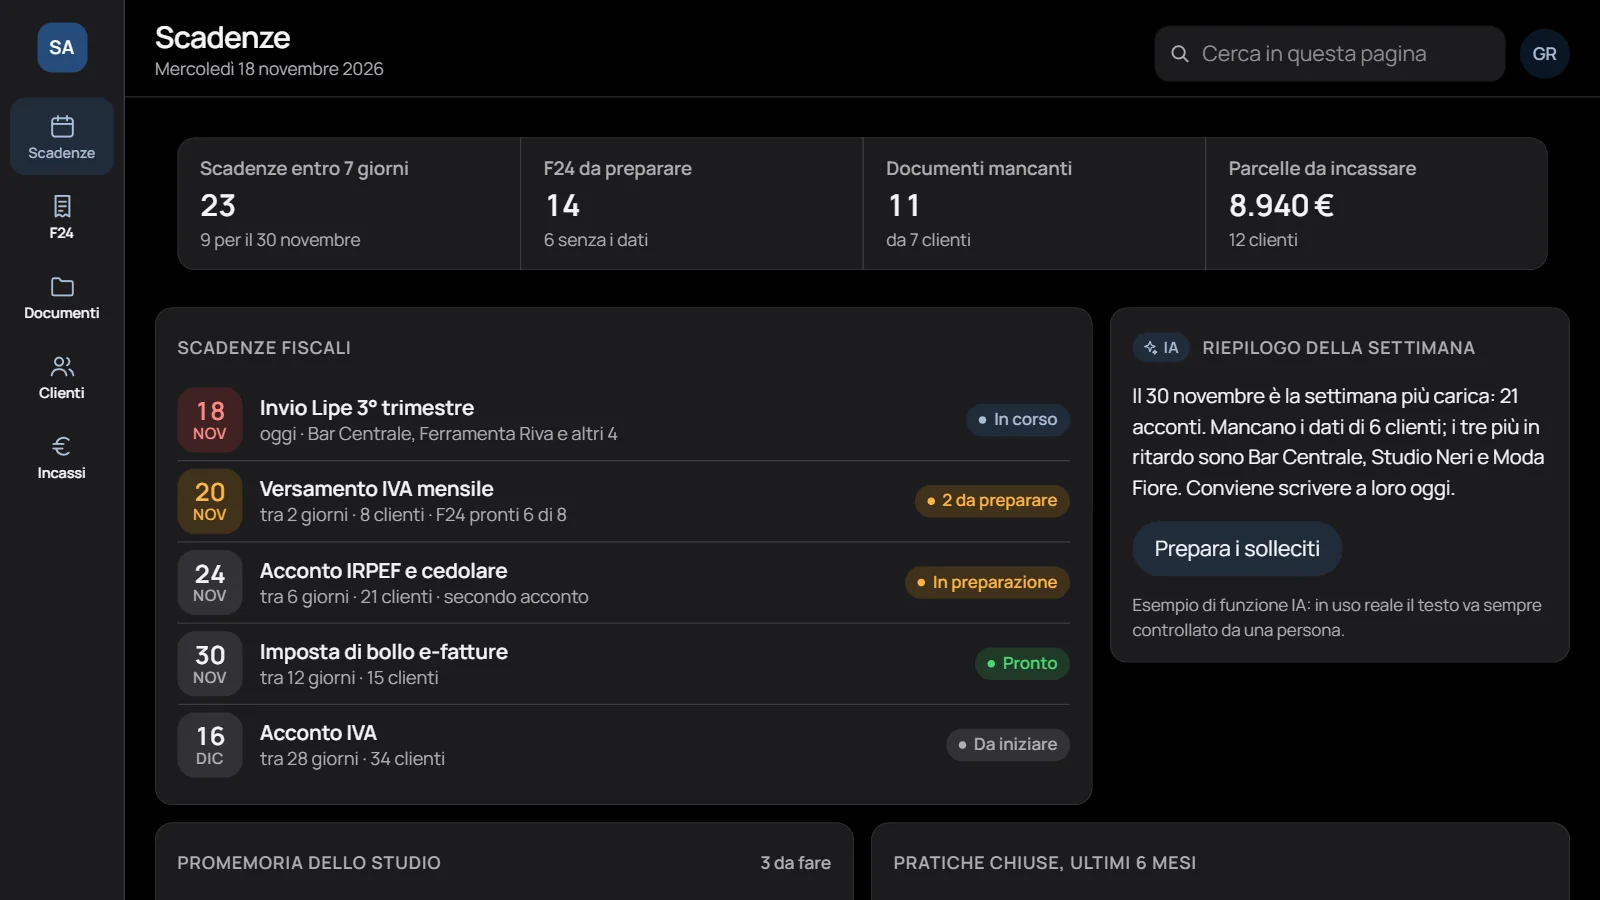 SA
Scadenze
F24
Documenti
Clienti
Incassi
Scadenze
Mercoledì 18 novembre 2026
Cerca in questa pagina
GR
Scadenze entro 7 giorni
23
9 per il 30 novembre
F24 da preparare
14
6 senza i dati
Documenti mancanti
11
da 7 clienti
Parcelle da incassare
8.940 €
12 clienti
SCADENZE FISCALI
18
NOV
Invio Lipe 3° trimestre
oggi · Bar Centrale, Ferramenta Riva e altri 4
In corso
20
NOV
Versamento IVA mensile
tra 2 giorni · 8 clienti · F24 pronti 6 di 8
2 da preparare
24
NOV
Acconto IRPEF e cedolare
tra 6 giorni · 21 clienti · secondo acconto
In preparazione
30
NOV
Imposta di bollo e-fatture
tra 12 giorni · 15 clienti
Pronto
16
DIC
Acconto IVA
tra 28 giorni · 34 clienti
Da iniziare
IA
RIEPILOGO DELLA SETTIMANA
Il 30 novembre è la settimana più carica: 21
acconti. Mancano i dati di 6 clienti; i tre più in
ritardo sono Bar Centrale, Studio Neri e Moda
Fiore. Conviene scrivere a loro oggi.
Prepara i solleciti
Esempio di funzione IA: in uso reale il testo va sempre
controllato da una persona.
PROMEMORIA DELLO STUDIO
3 da fare
PRATICHE CHIUSE, ULTIMI 6 MESI